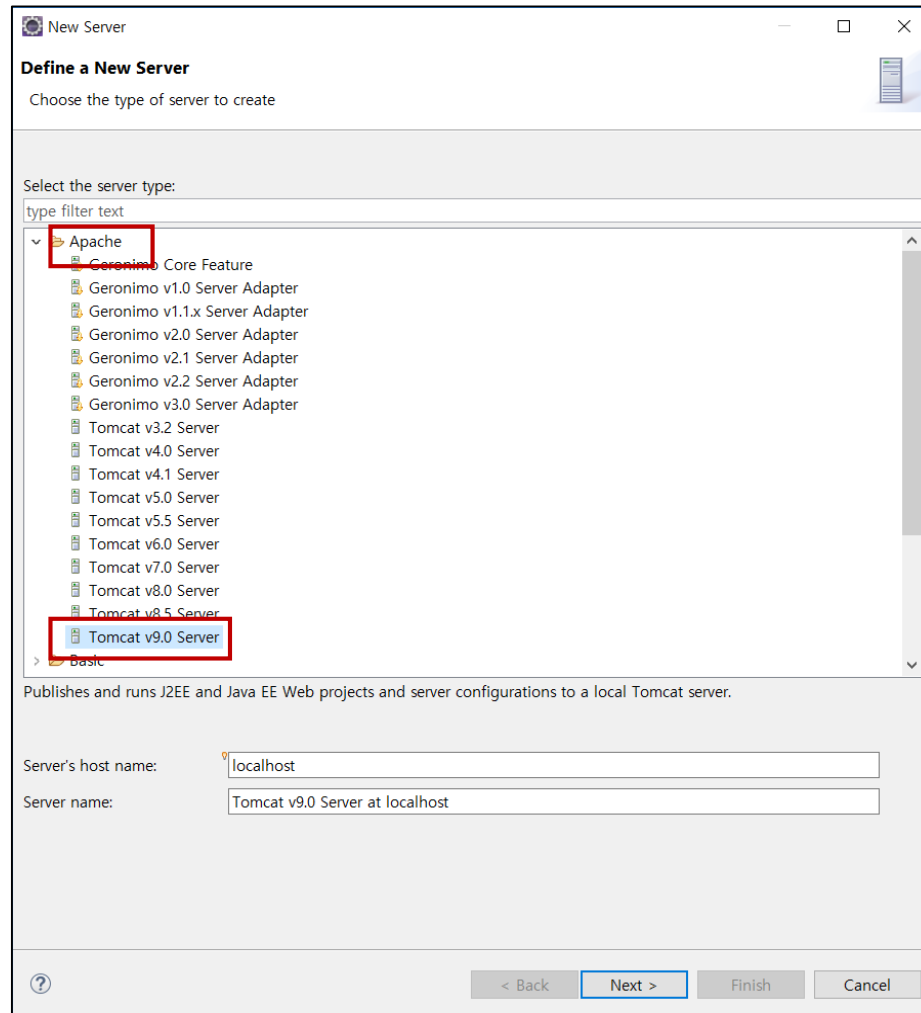 New Server
Define a New Server
Choose the type of server to create
Select the server type:
type filter text
Apache
Geronimo Core Feature
Geronimo v1.0 Server Adapter
Geronimo v1.1.x Server Adapter
Geronimo v2.0 Server Adapter
Geronimo v2.1 Server Adapter
Geronimo v2.2 Server Adapter
Geronimo v3.0 Server Adapter
Tomcat v3.2 Server
Tomcat v4.0 Server
Tomcat v4.1 Server
Tomcat v5.0 Server
Tomcat v5.5 Server
Tomcat v6.0 Server
Tomcat v7.0 Server
Tomcat v8.0 Server
Tomcat v8.5 Server
Tomcat v9.0 Server
Basic
Publishes and runs J2EE and Java EE Web projects and server configurations to a local Tomcat server.
Server's host name: localhost
Server name: Tomcat v9.0 Server at localhost
? < Back Next > Finish Cancel